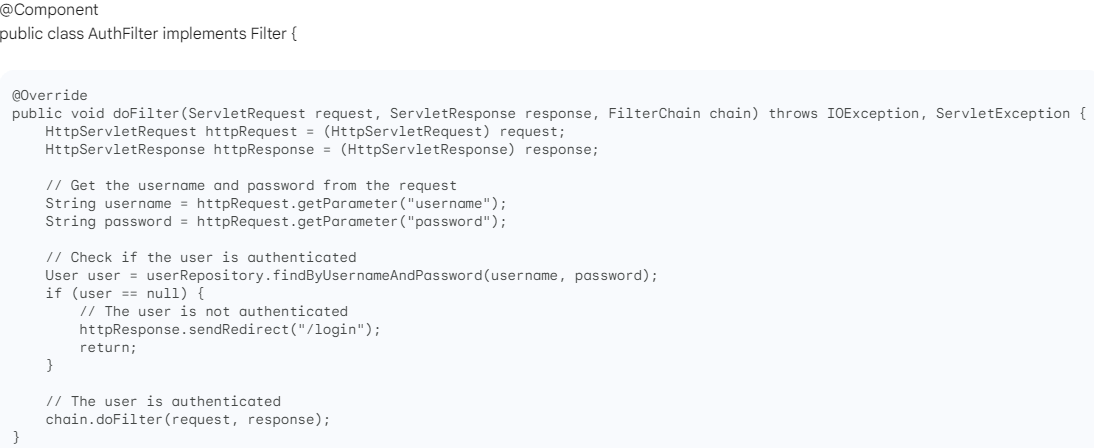 @Component
public class AuthFilter implements Filter {
@Override
public void doFilter(ServletRequest request, ServletResponse response, FilterChain chain) throws IOException, ServletException {
HttpServletRequest httpRequest = (HttpServletRequest) request;
HttpServletResponse httpResponse = (HttpServletResponse) response;
// Get the username and password from the request
String username = httpRequest.getParameter("username");
String password = httpRequest.getParameter("password");
// Check if the user is authenticated
User user = userRepository.findByUsernameAndPassword(username, password);
if (user == null) {
// The user is not authenticated
httpResponse.sendRedirect("/login");
return;
}
// The user is authenticated
chain.doFilter(request, response);
}